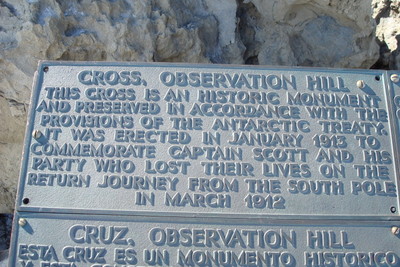 CROSS, OBSERVATION HILL
THIS CROSS IS AN HISTORIC MONUMENT
AND PRESERVED IN ACCORDANCE WITH THE
PROVISIONS OF THE ANTARCTIC TREATY.
IT WAS ERECTED IN JANUARY 1913 TO
COMMEMORATE CAPTAIN SCOTT AND HIS
PARTY WHO LOST THEIR LIVES ON THE
RETURN JOURNEY FROM THE SOUTH POLE
IN MARCH 1912
CRUZ, OBSERVATION HILL
ESTA CRUZ ES UN MONUMENTO HISTORICO